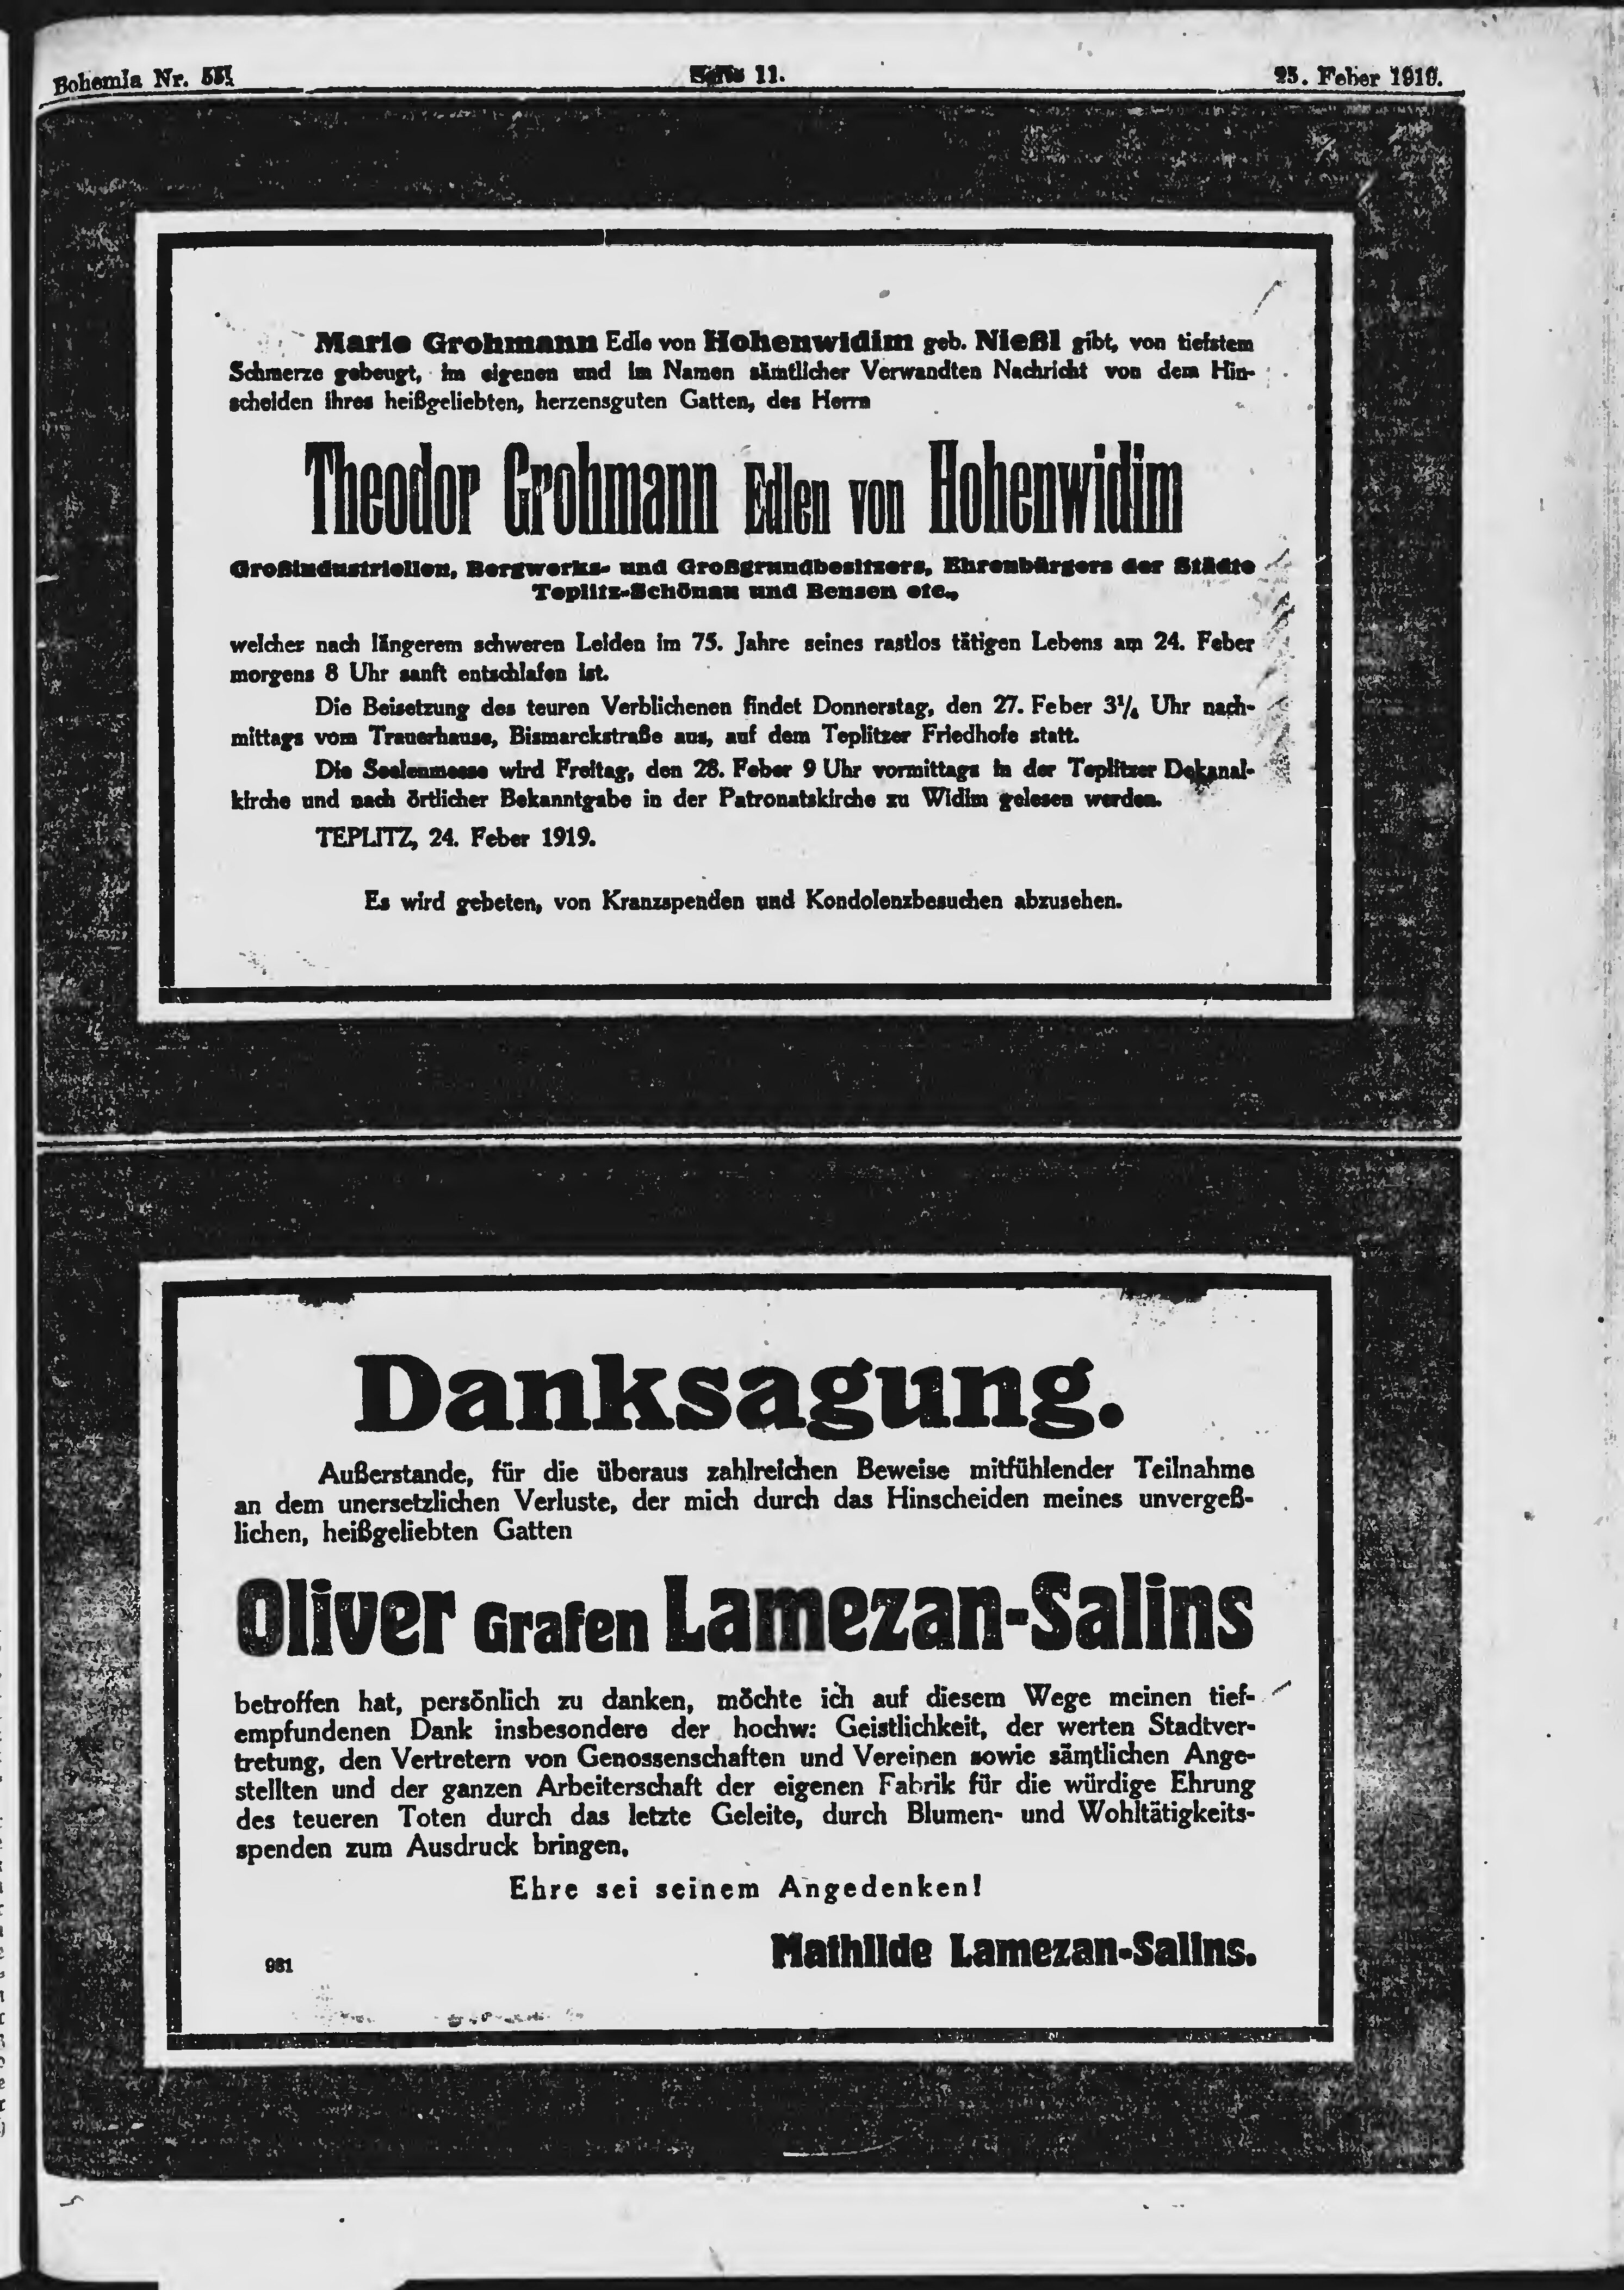 Bohemia Nr.
Seite 11.
25. Feber 1919.
Marie Grohmann Edle von Hohenwidim geb. Nießl gibt, von tiefstem
Schmerze gebeugt, im eigenen und im Namen sämtlicher Verwandten Nachricht von dem Hin-
scheiden ihres heißgeliebten, herzensguten Gatten, des Herrn
Theodor Grohmann Edlen von Hohenwidim
Großindustriellen, Bergwerks- und Großgrundbesitzers, Ehrenbürgers der Städte
Teplitz-Schönau und Bensen etc.,
welcher nach längerem schweren Leiden im 75. Jahre seines rastlos tätigen Lebens am 24. Feber
morgens 8 Uhr sanft entschlafen ist.
Die Beisetzung des teuren Verblichenen findet Donnerstag, den 27. Feber 3¼ Uhr nach-
mittags vom Trauerhause, Bismarckstraße aus, auf dem Teplitzer Friedhofe statt.
Die Seelenmesse wird Freitag, den 28. Feber 9 Uhr vormittags in der Teplitzer Dekanal-
kirche und nach örtlicher Bekanntgabe in der Patronatskirche zu Widim gelesen werden.
TEPLITZ, 24. Feber 1919.
Es wird gebeten, von Kranzspenden und Kondolenzbesuchen abzusehen.
Danksagung.
Außerstande, für die überaus zahlreichen Beweise mitfühlender Teilnahme
an dem unersetzlichen Verluste, der mich durch das Hinscheiden meines unvergeß-
lichen, heißgeliebten Gatten
Oliver Grafen Lamezan-Salins
betroffen hat, persönlich zu danken, möchte ich auf diesem Wege meinen tief-
empfundenen Dank insbesondere der hochw: Geistlichkeit, der werten Stadtver-
tretung, den Vertretern von Genossenschaften und Vereinen sowie sämtlichen Ange-
stellten und der ganzen Arbeiterschaft der eigenen Fabrik für die würdige Ehrung
des teueren Toten durch das letzte Geleite, durch Blumen- und Wohltätigkeits-
spenden zum Ausdruck bringen.
Ehre sei seinem Angedenken!
Mathilde Lamezan-Salins.
981